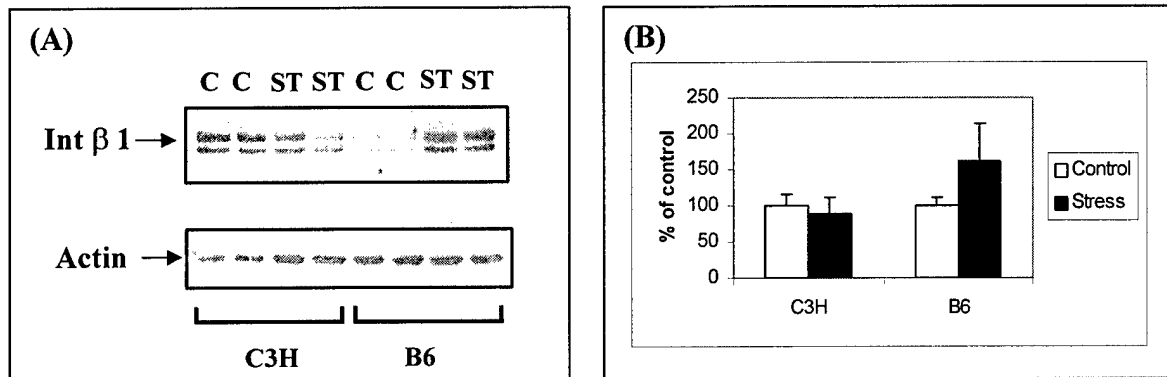 (A)
C C ST ST C C ST ST
Int β 1
Actin
C3H B6
(B)
250
200
150
100
50
0
% of control
C3H B6
Control
Stress